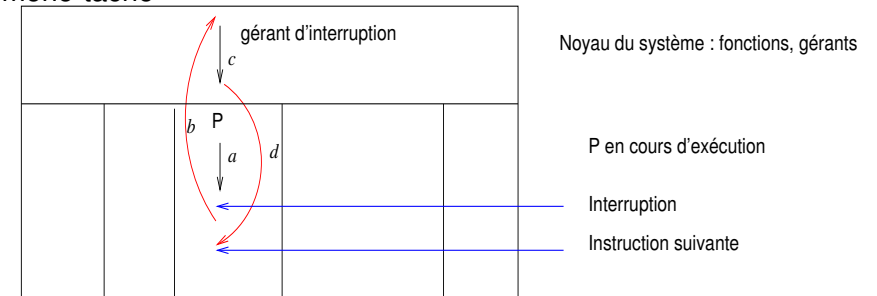 gérant d'interruption
Noyau du système : fonctions, gérants
c
b
P
a
d
P en cours d'exécution
Interruption
Instruction suivante